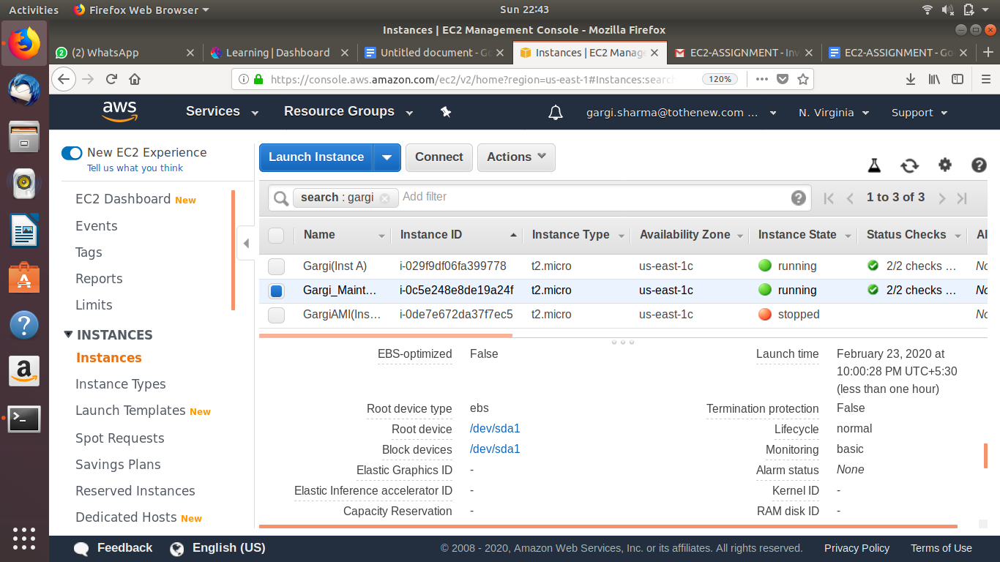 Activities Firefox Web Browser Sun 22:43
Instances | EC2 Management Console - Mozilla Firefox
(2) WhatsApp Learning | Dashboard Untitled document - Go Instances | EC2 Manage EC2-ASSIGNMENT - Inv EC2-ASSIGNMENT - Go
https://console.aws.amazon.com/ec2/v2/home?region=us-east-1#Instances:search 120%
aws Services Resource Groups gargi.sharma@tothenew.com ... N. Virginia Support
New EC2 Experience
Tell us what you think
EC2 Dashboard New
Events
Tags
Reports
Limits
INSTANCES
Instances
Instance Types
Launch Templates New
Spot Requests
Savings Plans
Reserved Instances
Dedicated Hosts New
Launch Instance Connect Actions
search : gargi Add filter 1 to 3 of 3
Name Instance ID Instance Type Availability Zone Instance State Status Checks Al
Gargi(Inst A) i-029f9df06fa399778 t2.micro us-east-1c running 2/2 checks ... No
Gargi_Maint... i-0c5e248e8de19a24f t2.micro us-east-1c running 2/2 checks ... No
GargiAMI(Ins... i-0de7e672da37f7ec5 t2.micro us-east-1c stopped No
EBS-optimized False Launch time February 23, 2020 at
10:00:28 PM UTC+5:30
(less than one hour)
Root device type ebs Termination protection False
Root device /dev/sda1 Lifecycle normal
Block devices /dev/sda1 Monitoring basic
Elastic Graphics ID - Alarm status None
Elastic Inference accelerator ID - Kernel ID -
Capacity Reservation - RAM disk ID -
Feedback English (US) © 2008 - 2020, Amazon Web Services, Inc. or its affiliates. All rights reserved. Privacy Policy Terms of Use